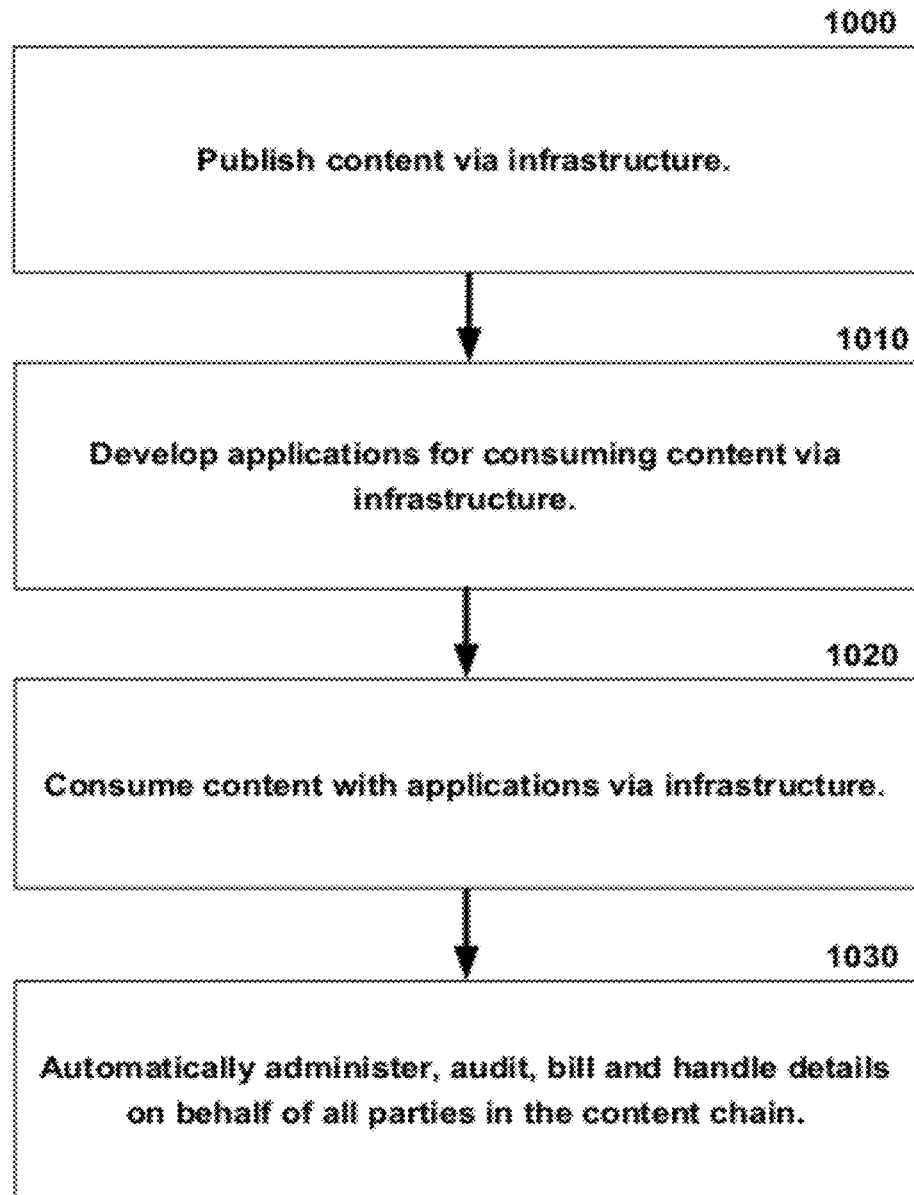 1000
Publish content via infrastructure.
1010
Develop applications for consuming content via
infrastructure.
1020
Consume content with applications via infrastructure.
1030
Automatically administer, audit, bill and handle details
on behalf of all parties in the content chain.